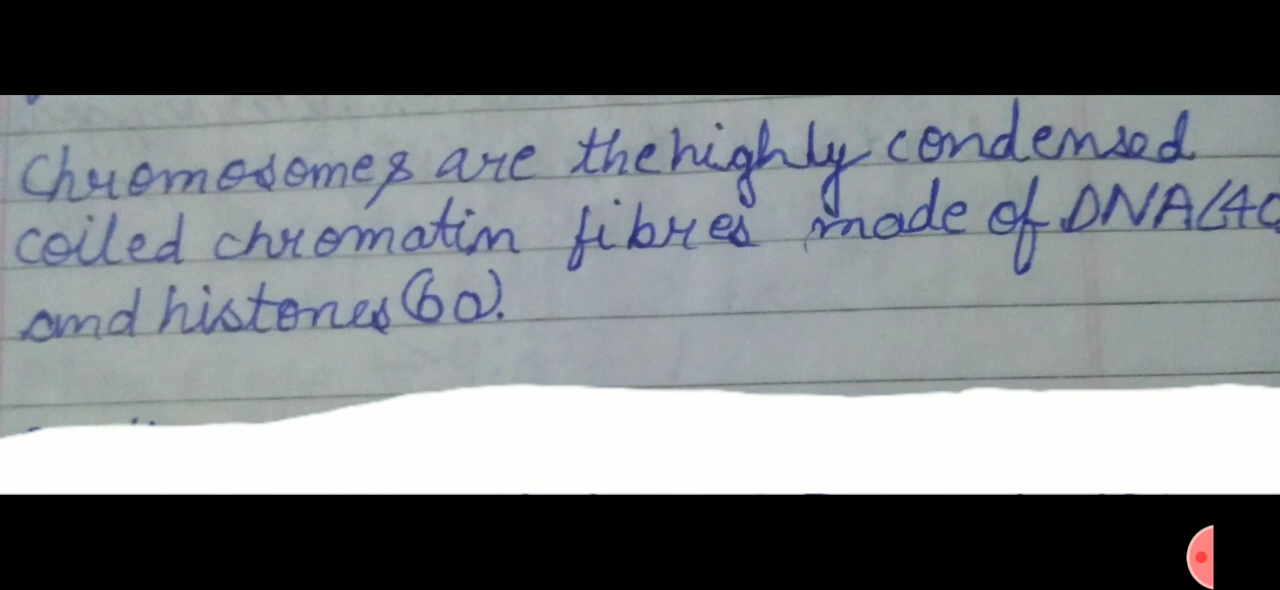 Chromosomes are the highly condensed
coiled chromatin fibres made of DNA(40
and histones(60).